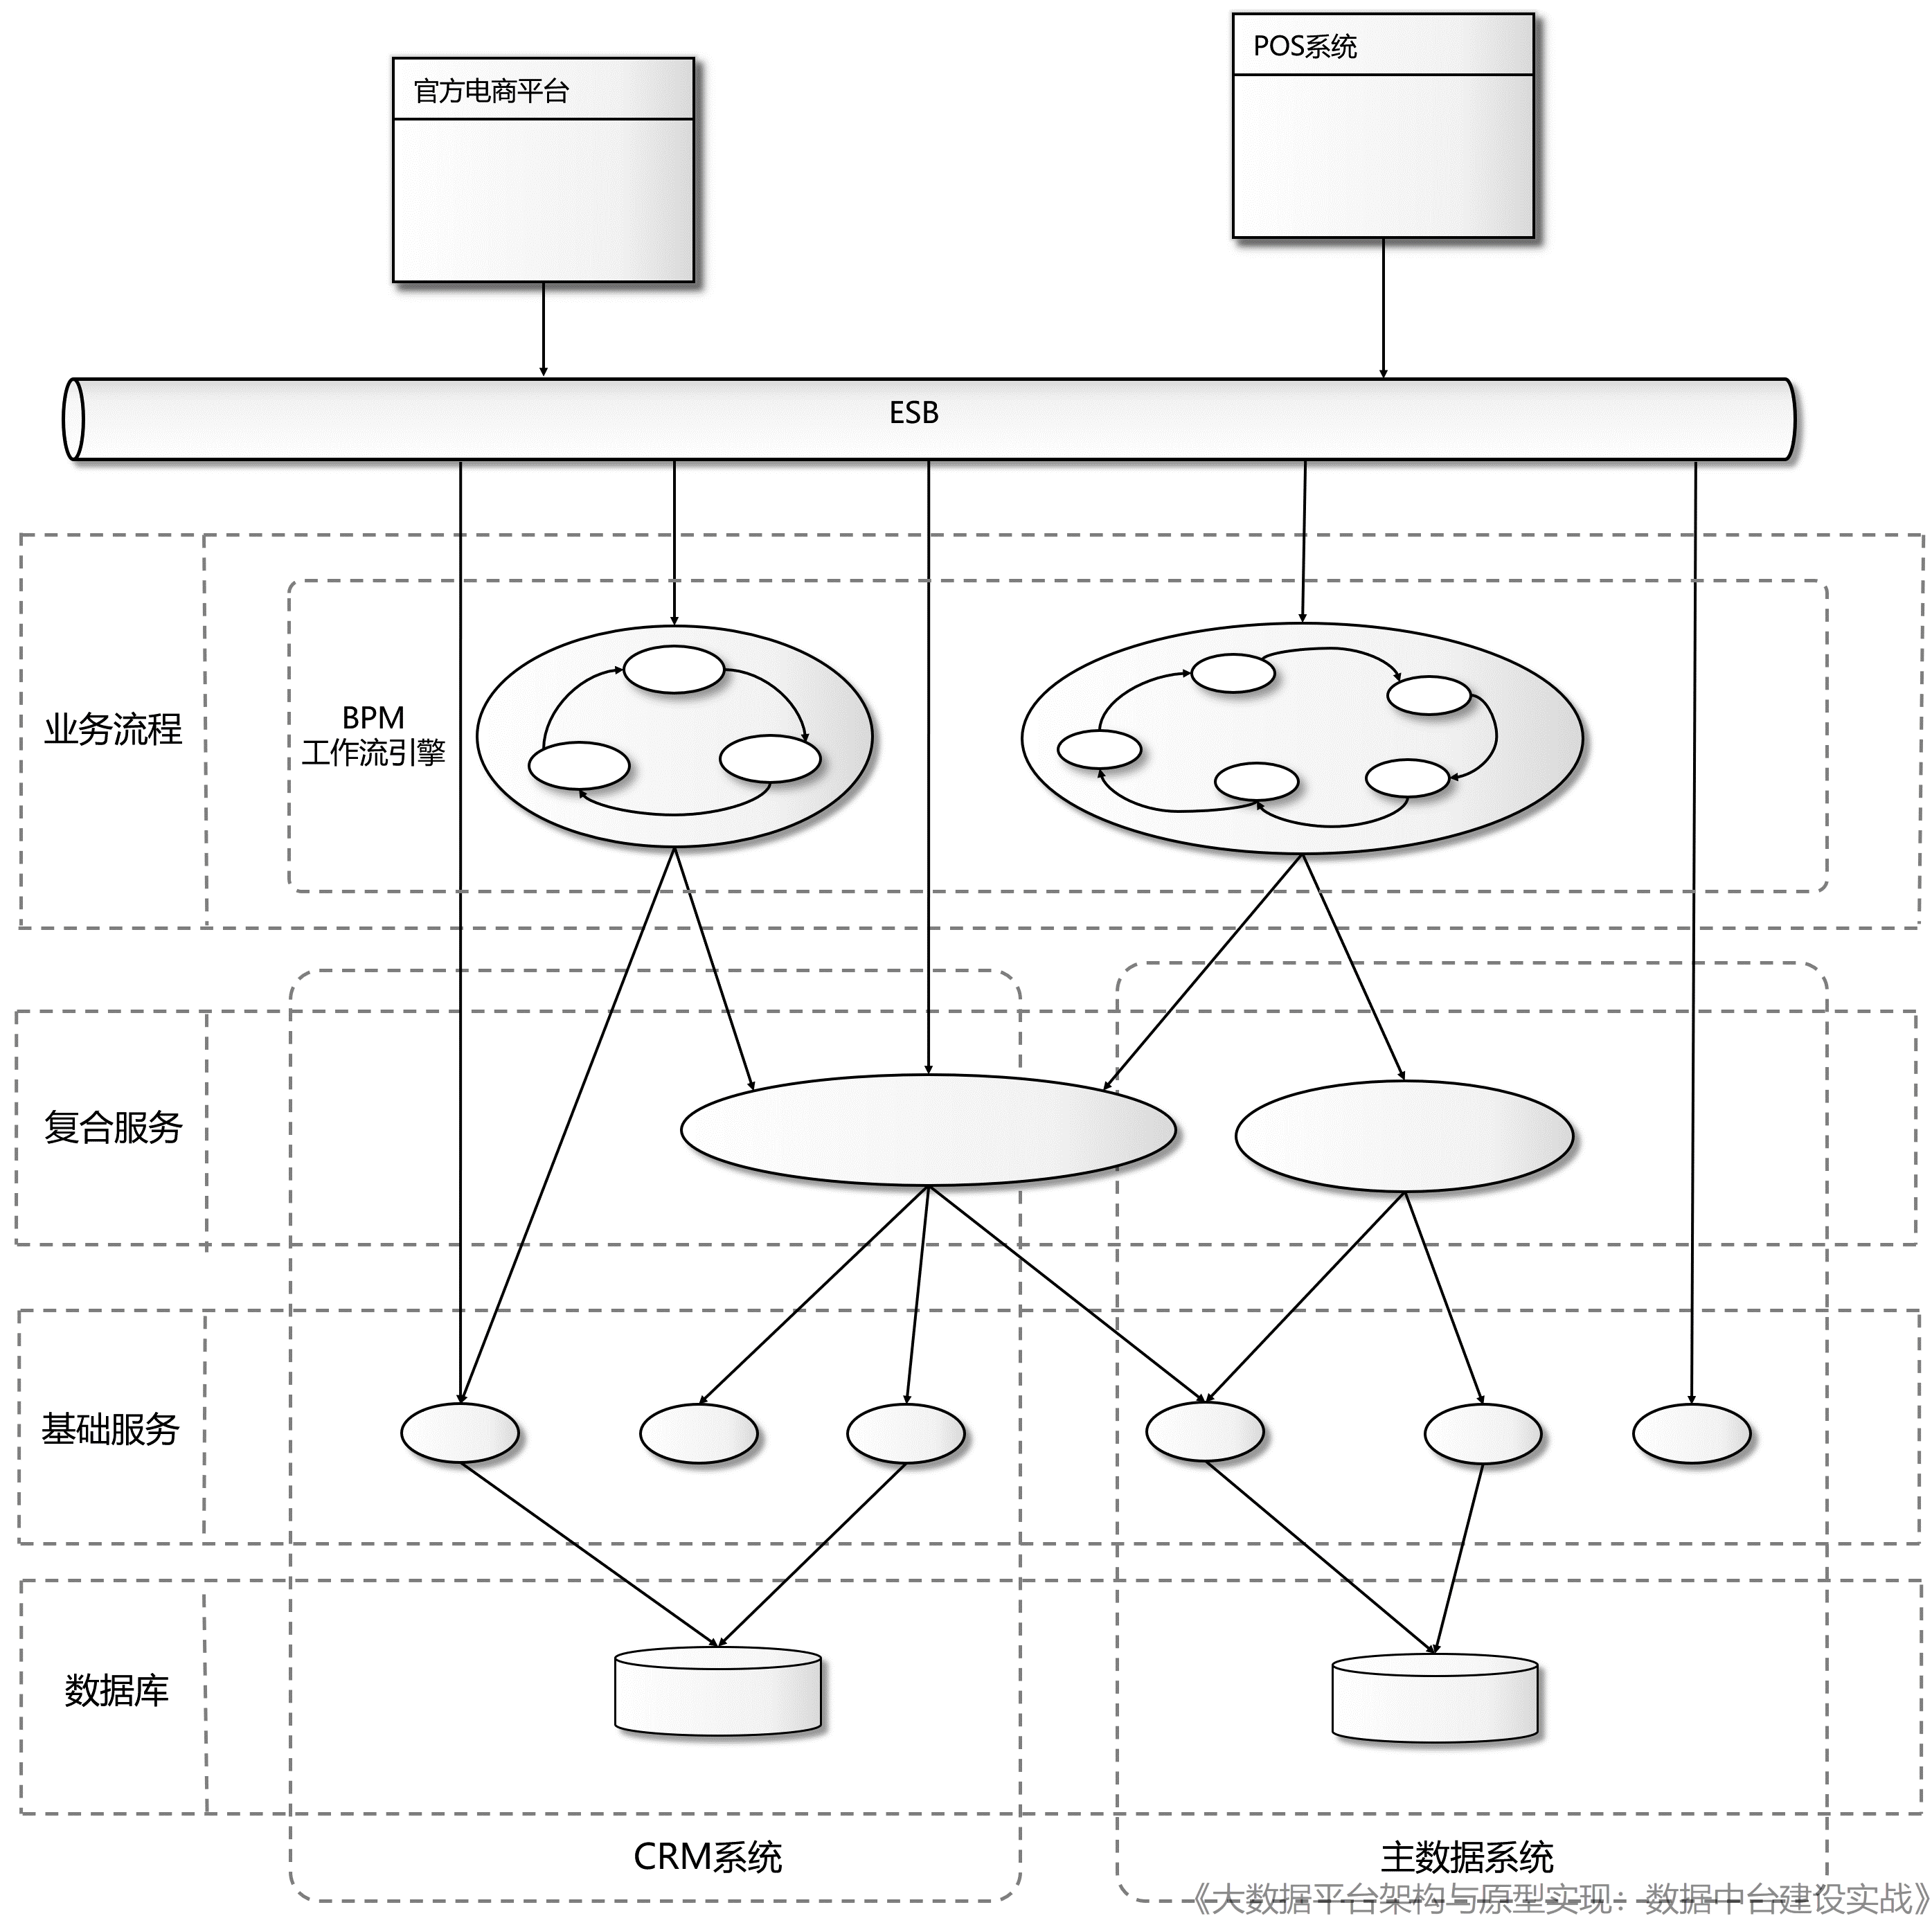 POS系统
官方电商平台
ESB
业务流程
BPM
工作流引擎
复合服务
基础服务
数据库
CRM系统
主数据系统
《大数据平台架构与原型实现：数据中台建设实战》